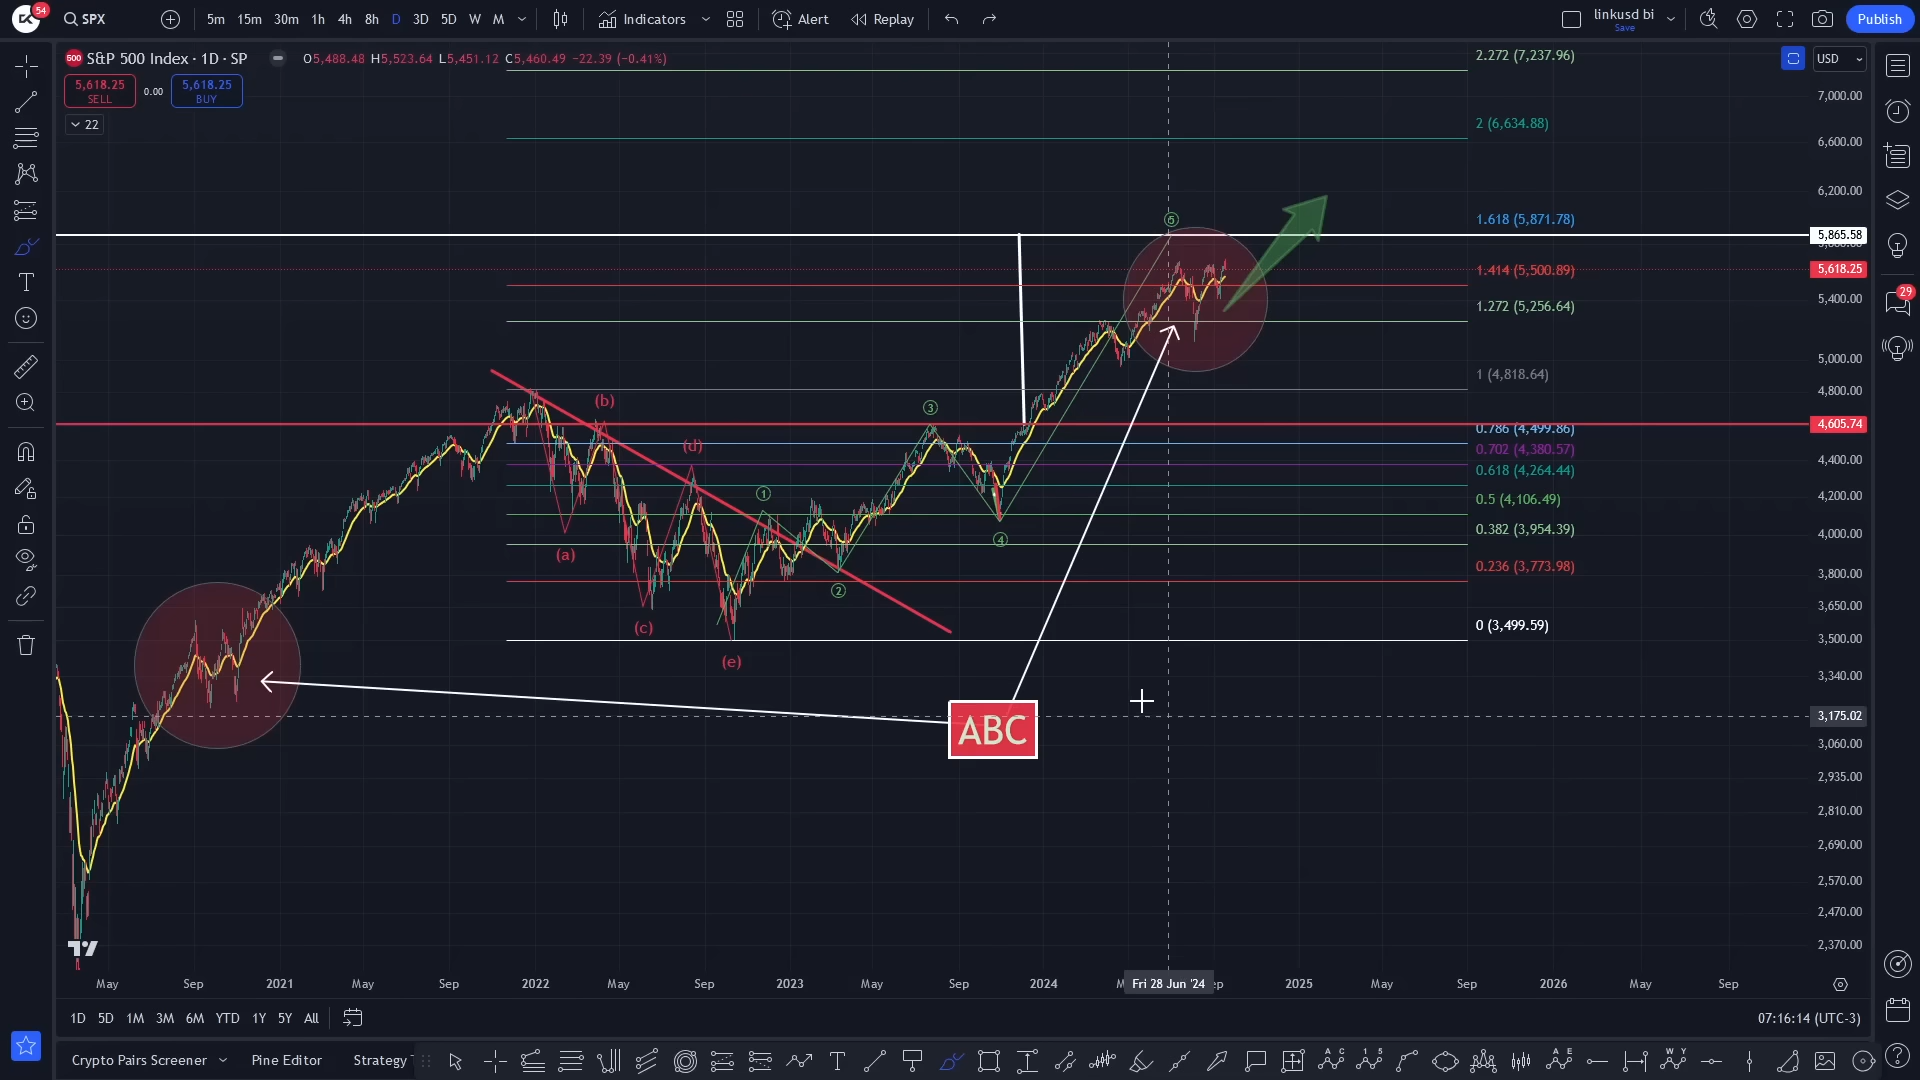 54
SPX
5m 15m 30m 1h 4h 8h D 3D 5D W M
Indicators
Alert
Replay
linkusd bi
Save
Publish
500 S&P 500 Index · 1D · SP
O5,488.48 H5,523.64 L5,451.12 C5,460.49 −22.39 (−0.41%)
5,618.25
SELL
0.00
5,618.25
BUY
22
USD
2.272 (7,237.96)
2 (6,634.88)
1.618 (5,871.78)
1.414 (5,500.89)
1.272 (5,256.64)
1 (4,818.64)
0.786 (4,499.86)
0.702 (4,380.57)
0.618 (4,264.44)
0.5 (4,106.49)
0.382 (3,954.39)
0.236 (3,773.98)
0 (3,499.59)
7,000.00
6,600.00
6,200.00
5,865.58
5,618.25
5,400.00
5,000.00
4,800.00
4,605.74
4,400.00
4,200.00
4,000.00
3,800.00
3,650.00
3,500.00
3,340.00
3,175.02
3,060.00
2,935.00
2,810.00
2,690.00
2,570.00
2,470.00
2,370.00
29
5
(b)
3
(d)
1
(a)
4
2
(c)
(e)
ABC
May Sep 2021 May Sep 2022 May Sep 2023 May Sep 2024 Fri 28 Jun '24 2025 May Sep 2026 May Sep
1D 5D 1M 3M 6M YTD 1Y 5Y All
07:16:14 (UTC-3)
Crypto Pairs Screener
Pine Editor
Strategy